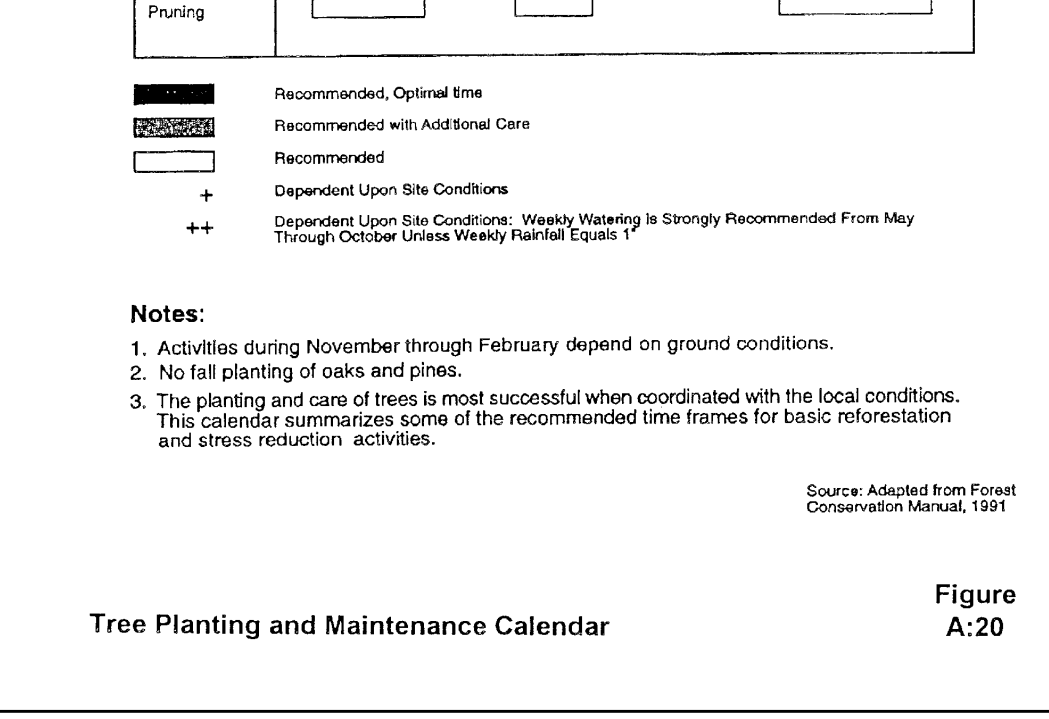 Pruning
Recommended, Optimal time
Recommended with Additional Care
Recommended
+ Dependent Upon Site Conditions
++ Dependent Upon Site Conditions: Weekly Watering is Strongly Recommended From May
Through October Unless Weekly Rainfall Equals 1"
Notes:
1. Activities during November through February depend on ground conditions.
2. No fall planting of oaks and pines.
3. The planting and care of trees is most successful when coordinated with the local conditions.
This calendar summarizes some of the recommended time frames for basic reforestation
and stress reduction activities.
Source: Adapted from Forest
Conservation Manual, 1991
Figure
Tree Planting and Maintenance Calendar A:20